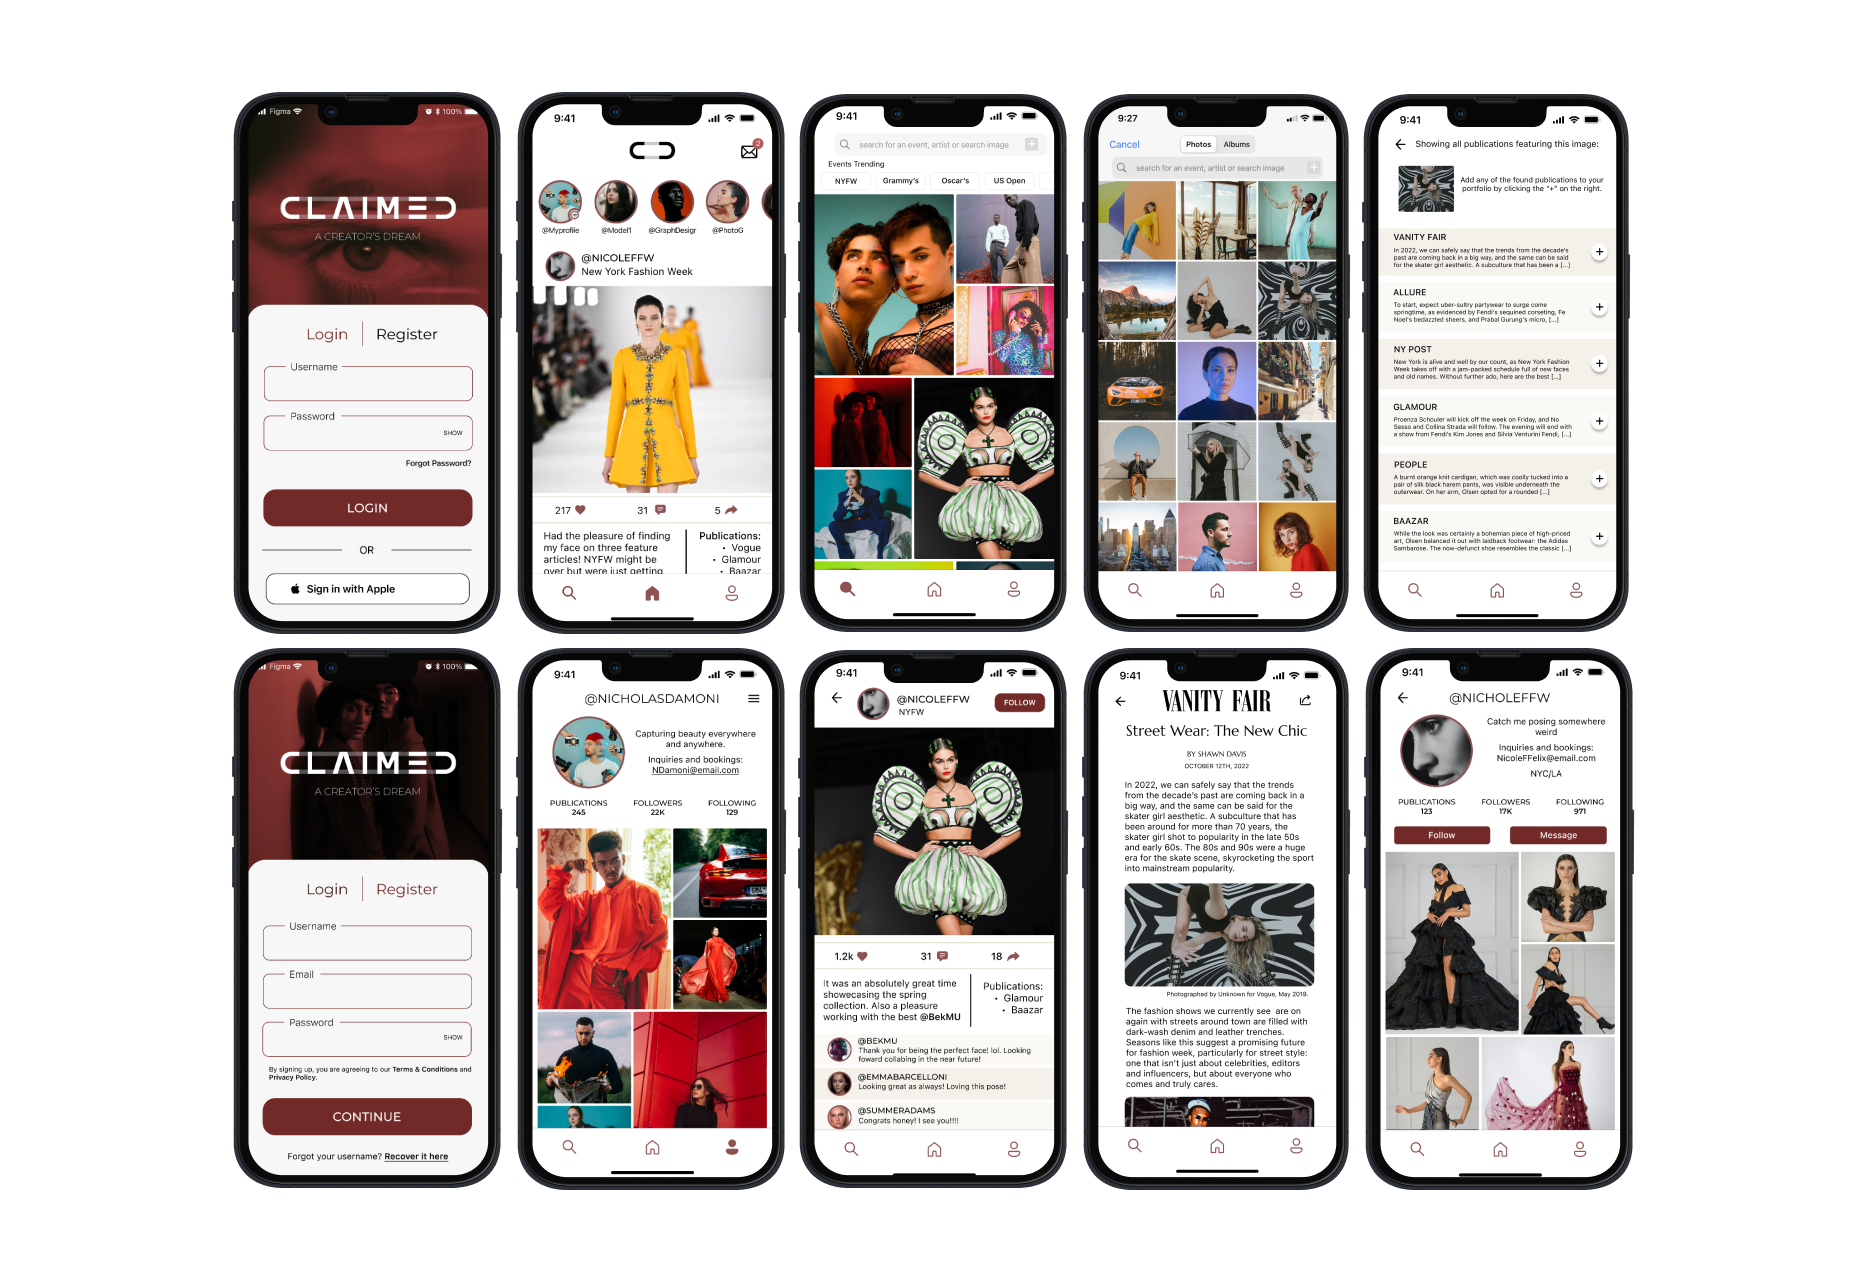 Figma
100%
CLAIMED
A CREATOR'S DREAM
Login
Register
Username
Password
SHOW
Forgot Password?
LOGIN
OR
Sign in with Apple
9:41
2
@Myprofile
@Model1
@GraphDesigr
@PhotoG
@NICOLEFFW
New York Fashion Week
217
31
5
Had the pleasure of finding
my face on three feature
articles! NYFW might be
over but were just getting
Publications:
• Vogue
• Glamour
• Baazar
9:41
search for an event, artist or search image
Events Trending
NYFW
Grammy's
Oscar's
US Open
9:27
Cancel
Photos
Albums
search for an event, artist or search image
9:41
Showing all publications featuring this image:
Add any of the found publications to your
portfolio by clicking the "+" on the right.
VANITY FAIR
In 2022, we can safely say that the trends from the decade's
past are coming back in a big way, and the same can be said
for the skater girl aesthetic. A subculture that has been a [...]
ALLURE
To start, expect uber-sultry partywear to surge come
springtime, as evidenced by Fendi's sequined corseting, Fe
Noel's bedazzled sheers, and Prabal Gurung's micro, [...]
NY POST
New York is alive and well by our count, as New York Fashion
Week takes off with a jam-packed schedule full of new faces
and old names. Without further ado, here are the best [...]
GLAMOUR
Proenza Schouler will kick off the week on Friday, and No
Sesso and Collina Strada will follow. The evening will end with
a show from Fendi's Kim Jones and Silvia Venturini Fendi, [...]
PEOPLE
A burnt orange knit cardigan, which was coolly tucked into a
pair of silk black harem pants, was visible underneath the
outerwear. On her arm, Olsen opted for a rounded [...]
BAAZAR
While the look was certainly a bohemian piece of high-priced
art, Olsen balanced it out with laidback footwear: the Adidas
Sambarose. The now-defunct shoe resembles the classic [...]
Figma
100%
CLAIMED
A CREATOR'S DREAM
Login
Register
Username
Email
Password
SHOW
By signing up, you are agreeing to our Terms & Conditions and
Privacy Policy.
CONTINUE
Forgot your username? Recover it here
9:41
@NICHOLASDAMONI
Capturing beauty everywhere
and anywhere.
Inquiries and bookings:
NDamoni@email.com
PUBLICATIONS
245
FOLLOWERS
22K
FOLLOWING
129
9:41
@NICOLEFFW
NYFW
FOLLOW
1.2k
31
18
It was an absolutely great time
showecasing the spring
collection. Also a pleasure
working with the best @BekMU
Publications:
• Glamour
• Baazar
@BEKMU
Thank you for being the perfect face! lol. Looking
foward collabing in the near future!
@EMMABARCELLONI
Looking great as always! Loving this pose!
@SUMMERADAMS
Congrats honey! I see you!!!!
9:41
VANITY FAIR
Street Wear: The New Chic
BY SHAWN DAVIS
OCTOBER 12TH, 2022
In 2022, we can safely say that the trends
from the decade's past are coming back in a
big way, and the same can be said for the
skater girl aesthetic. A subculture that has
been around for more than 70 years, the
skater girl shot to popularity in the late 50s
and early 60s. The 80s and 90s were a huge
era for the skate scene, skyrocketing the sport
into mainstream popularity.
Photographed by Unknown for Vogue, May 2019.
The fashion shows we currently see are on
again with streets around town are filled with
dark-wash denim and leather trenches.
Seasons like this suggest a promising future
for fashion week, particularly for street style:
one that isn't just about celebrities, editors
and influencers, but about everyone who
comes and truly cares.
9:41
@NICHOLEFFW
Catch me posing somewhere
weird
Inquiries and bookings:
NicoleFFelix@email.com
NYC/LA
PUBLICATIONS
123
FOLLOWERS
17K
FOLLOWING
971
Follow
Message